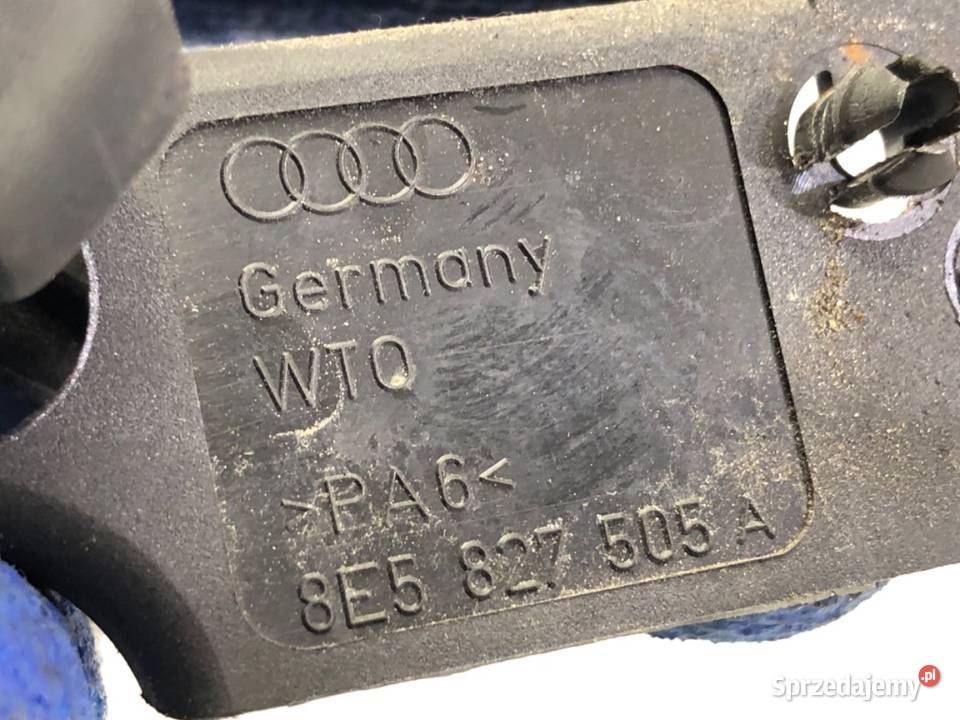 Germany
WTQ
>PA6<
8E5 827 505 A
Sprzedajemy.pl